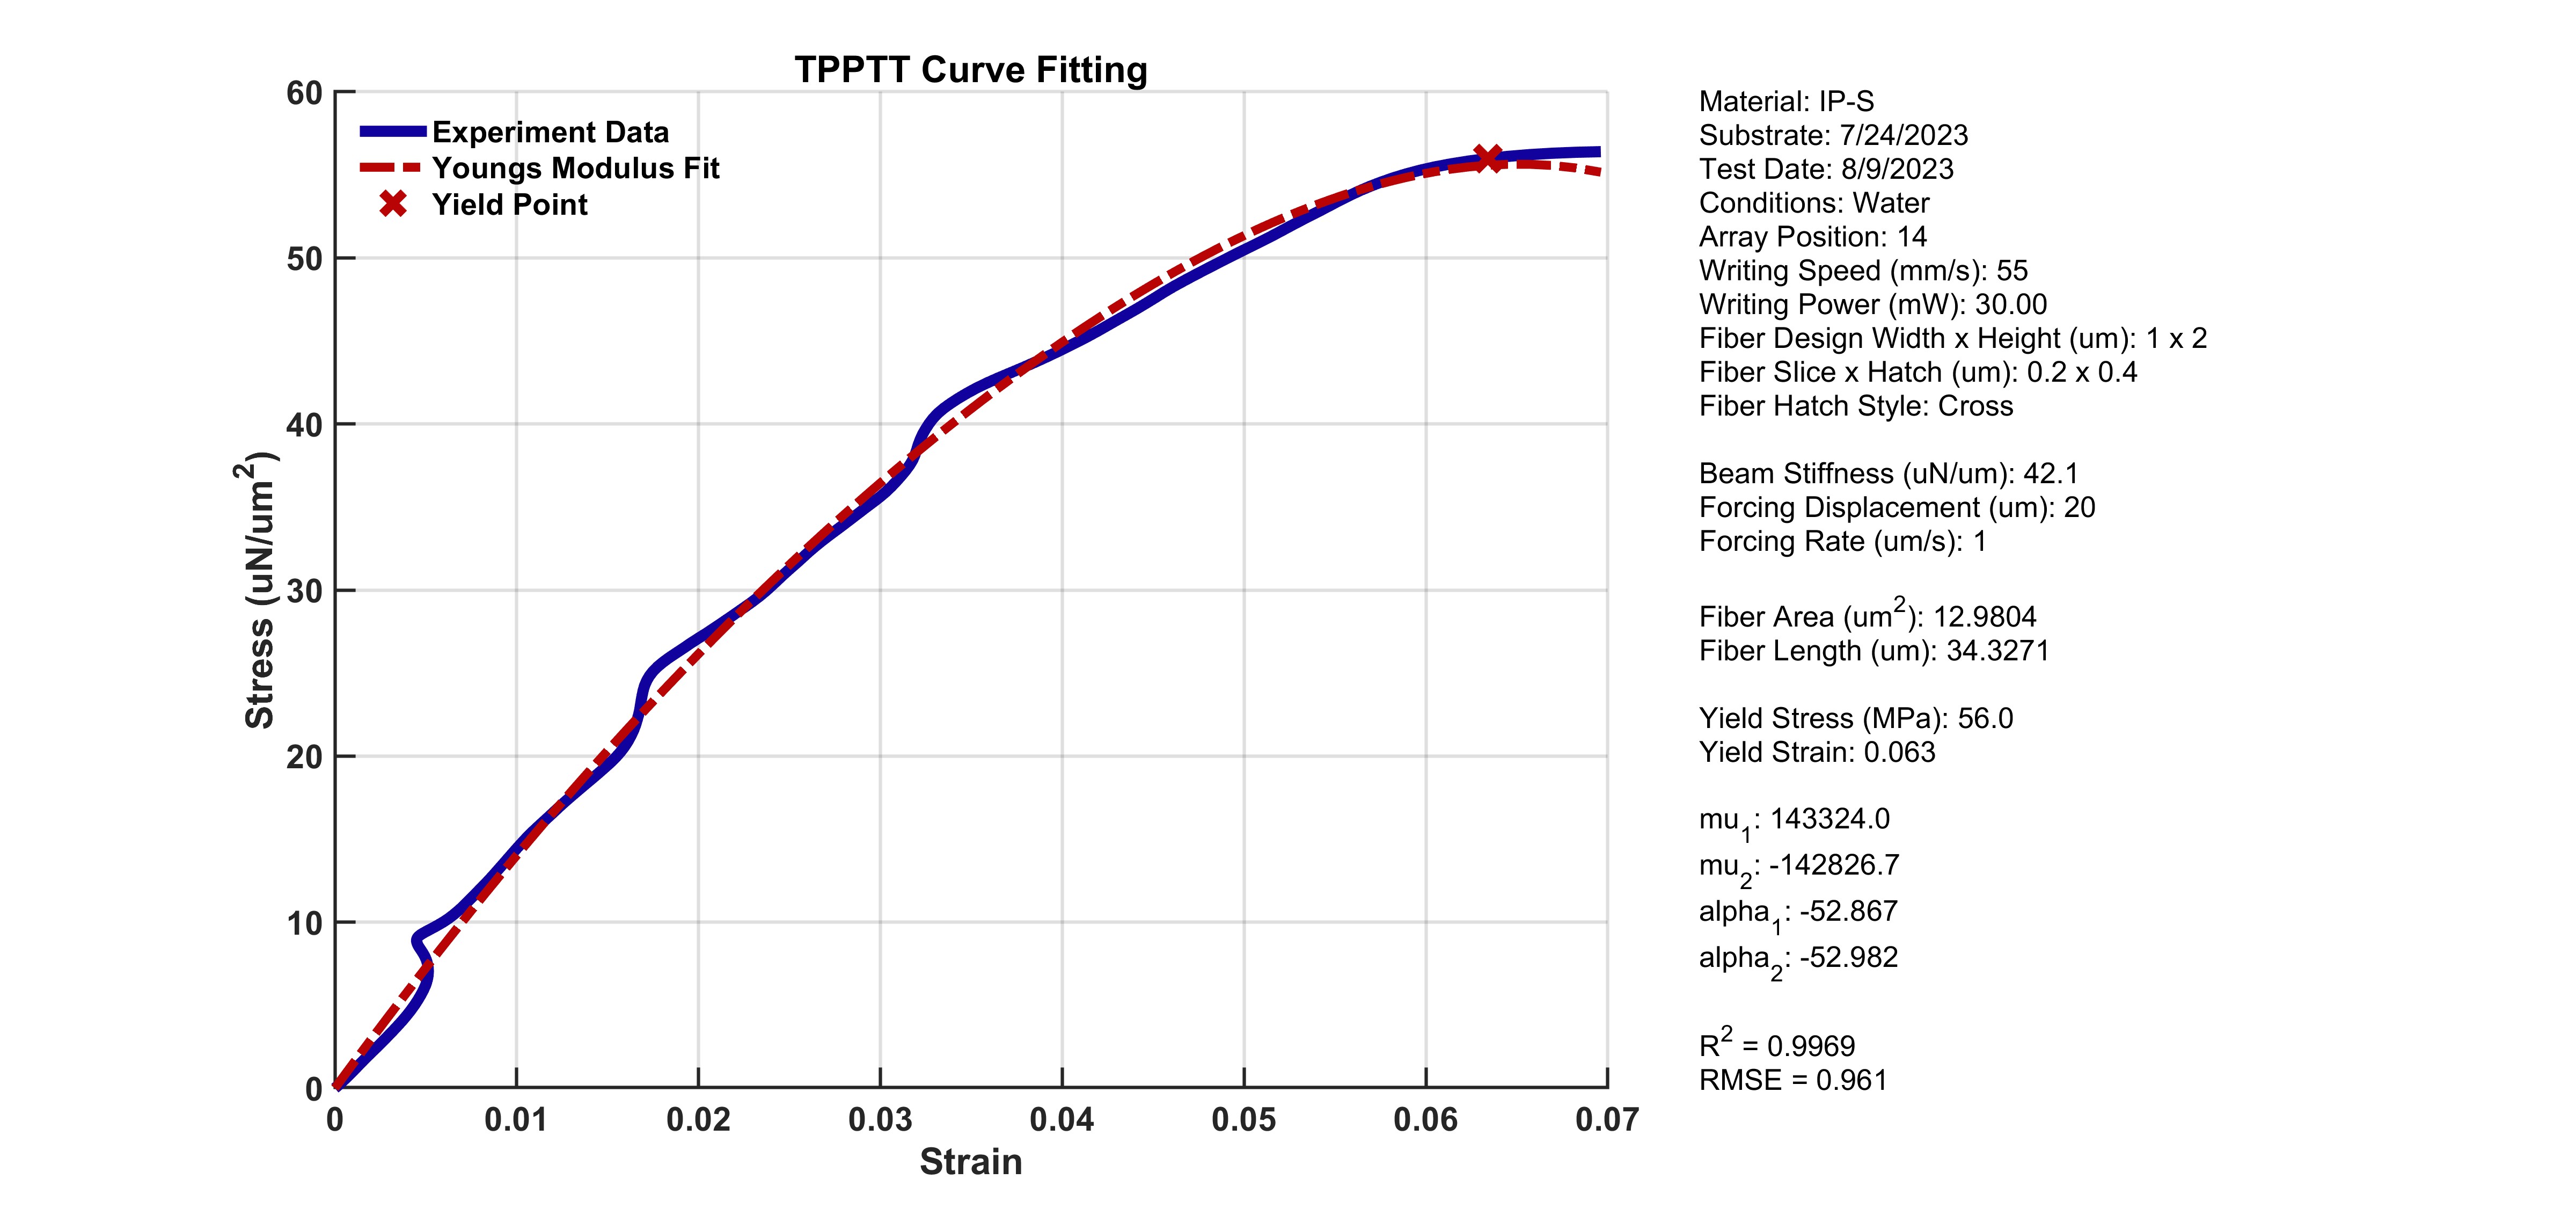 TPPTT Curve Fitting
60
50
40
30
20
10
0
Stress (uN/um²)
Experiment Data
Youngs Modulus Fit
Yield Point
0 0.01 0.02 0.03 0.04 0.05 0.06 0.07
Strain
Material: IP-S
Substrate: 7/24/2023
Test Date: 8/9/2023
Conditions: Water
Array Position: 14
Writing Speed (mm/s): 55
Writing Power (mW): 30.00
Fiber Design Width x Height (um): 1 x 2
Fiber Slice x Hatch (um): 0.2 x 0.4
Fiber Hatch Style: Cross
Beam Stiffness (uN/um): 42.1
Forcing Displacement (um): 20
Forcing Rate (um/s): 1
Fiber Area (um²): 12.9804
Fiber Length (um): 34.3271
Yield Stress (MPa): 56.0
Yield Strain: 0.063
mu₁: 143324.0
mu₂: -142826.7
alpha₁: -52.867
alpha₂: -52.982
R² = 0.9969
RMSE = 0.961